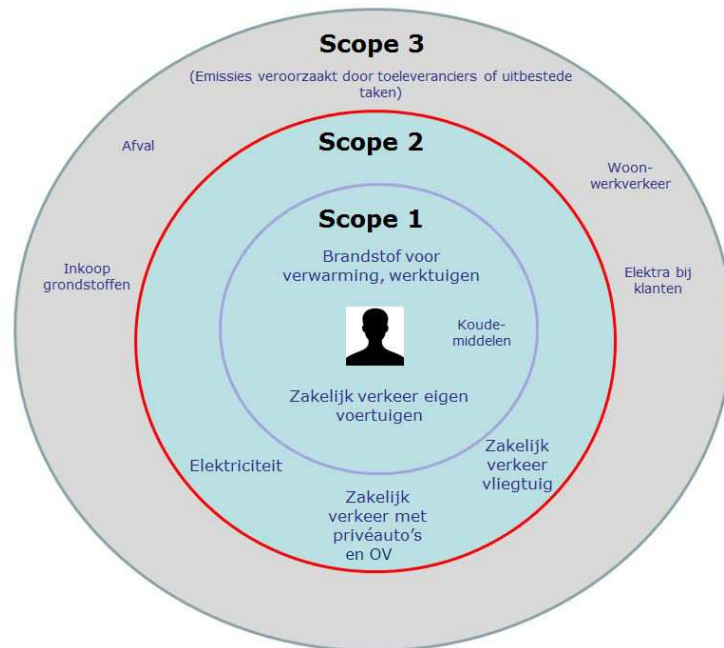 Scope 3
(Emissies veroorzaakt door toeleveranciers of uitbestede
taken)
Afval
Scope 2
Woon-
werkverkeer
Scope 1
Brandstof voor
verwarming, werktuigen
Inkoop
grondstoffen
Elektra bij
klanten
Koude-
middelen
Zakelijk verkeer eigen
voertuigen
Elektriciteit
Zakelijk
verkeer
vliegtuig
Zakelijk
verkeer met
privéauto's
en OV